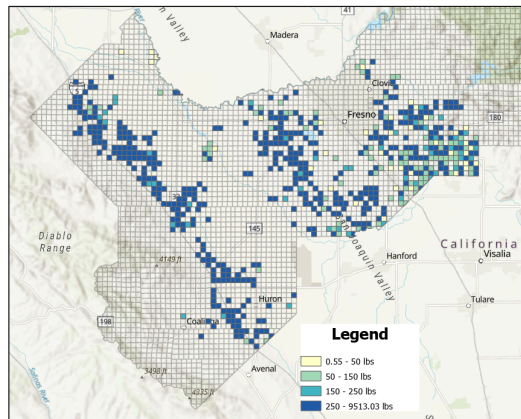 41
Madera
Valley
5
Clovis
Fresno
180
33
145
Diablo
Range
San Joaquin Valley
4149 ft
Hanford
California
Visalia
Huron
Tulare
198
Coalinga
Legend
3498 ft
Avenal
4335 ft
0.55 - 50 lbs
50 - 150 lbs
150 - 250 lbs
250 - 9513.03 lbs